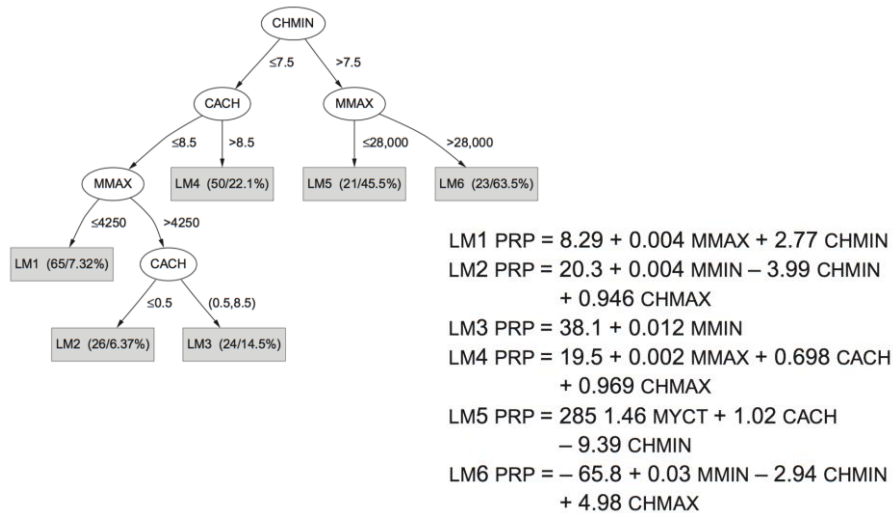 CHMIN
≤7.5
>7.5
CACH
MMAX
≤8.5
>8.5
≤28,000
>28,000
MMAX
LM4 (50/22.1%)
LM5 (21/45.5%)
LM6 (23/63.5%)
≤4250
>4250
LM1 (65/7.32%)
CACH
≤0.5
(0.5,8.5)
LM2 (26/6.37%)
LM3 (24/14.5%)
LM1 PRP = 8.29 + 0.004 MMAX + 2.77 CHMIN
LM2 PRP = 20.3 + 0.004 MMIN – 3.99 CHMIN
+ 0.946 CHMAX
LM3 PRP = 38.1 + 0.012 MMIN
LM4 PRP = 19.5 + 0.002 MMAX + 0.698 CACH
+ 0.969 CHMAX
LM5 PRP = 285 1.46 MYCT + 1.02 CACH
– 9.39 CHMIN
LM6 PRP = – 65.8 + 0.03 MMIN – 2.94 CHMIN
+ 4.98 CHMAX